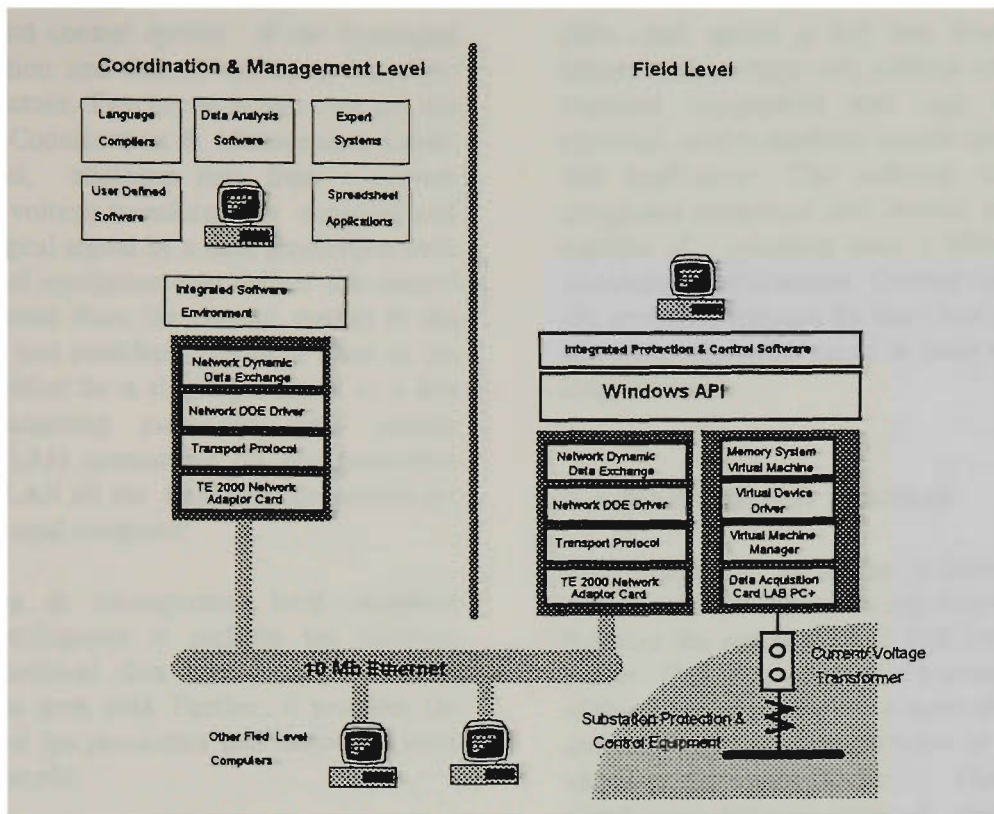 Coordination & Management Level
Field Level
Language
Compilers
Data Analysis
Software
Expert
Systems
User Defined
Software
Spreadsheet
Applications
Integrated Software
Environment
Network Dynamic
Data Exchange
Network DDE Driver
Transport Protocol
TE 2000 Network
Adaptor Card
Integrated Protection & Control Software
Windows API
Network Dynamic
Data Exchange
Network DDE Driver
Transport Protocol
TE 2000 Network
Adaptor Card
Memory System
Virtual Machine
Virtual Device
Driver
Virtual Machine
Manager
Data Acquisition
Card LAB PC+
10 Mb Ethernet
Current/Voltage
Transformer
Substation Protection &
Control Equipment
Other Fied Level
Computers